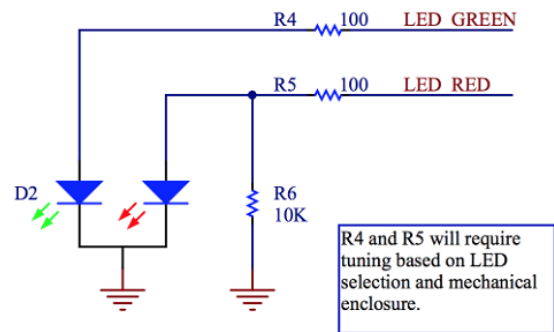 R4 100 LED GREEN
R5 100 LED RED
D2
R6
10K
R4 and R5 will require
tuning based on LED
selection and mechanical
enclosure.